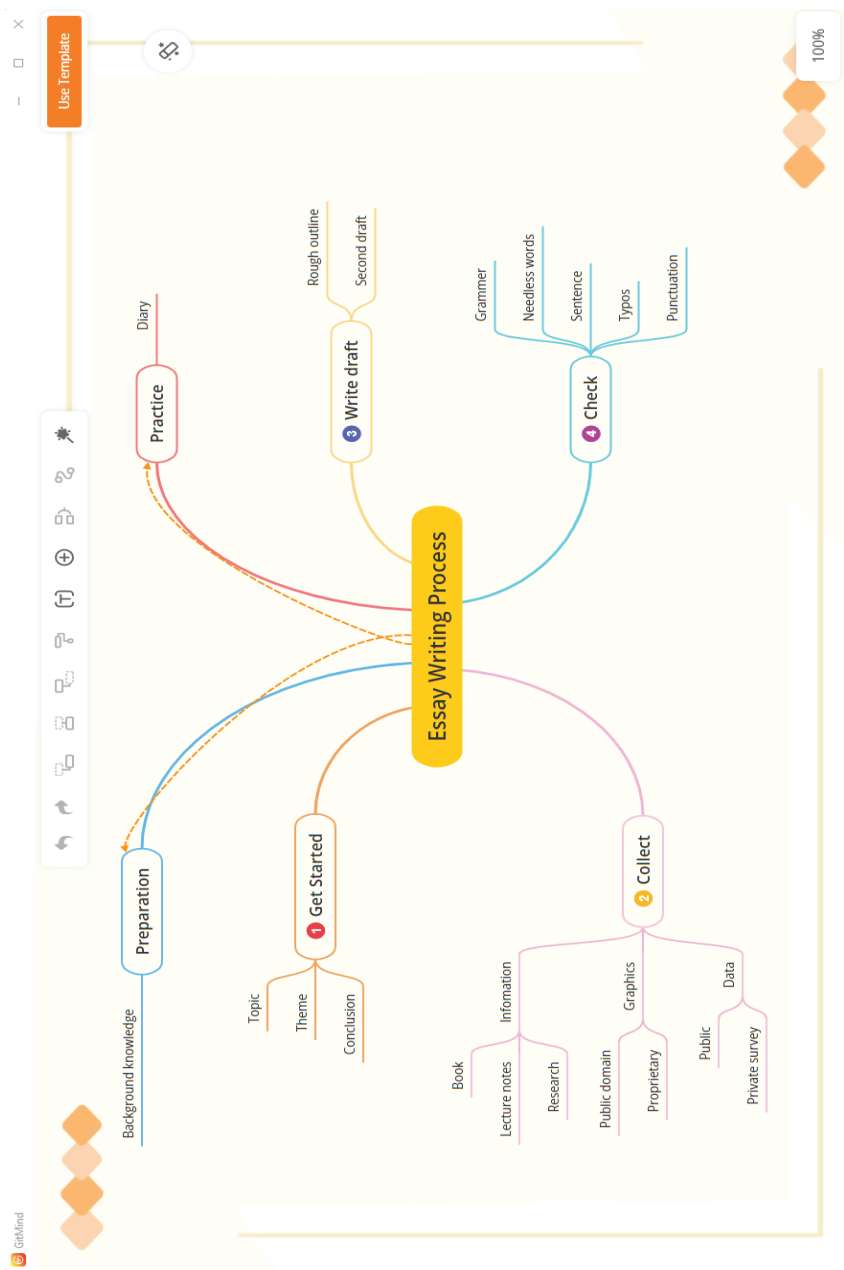 GitMind
Use Template
100%
Essay Writing Process
Preparation
Background knowledge
1 Get Started
Topic
Theme
Conclusion
2 Collect
Infomation
Book
Lecture notes
Research
Graphics
Public domain
Proprietary
Data
Public
Private survey
Practice
Diary
3 Write draft
Rough outline
Second draft
4 Check
Grammer
Needless words
Sentence
Typos
Punctuation